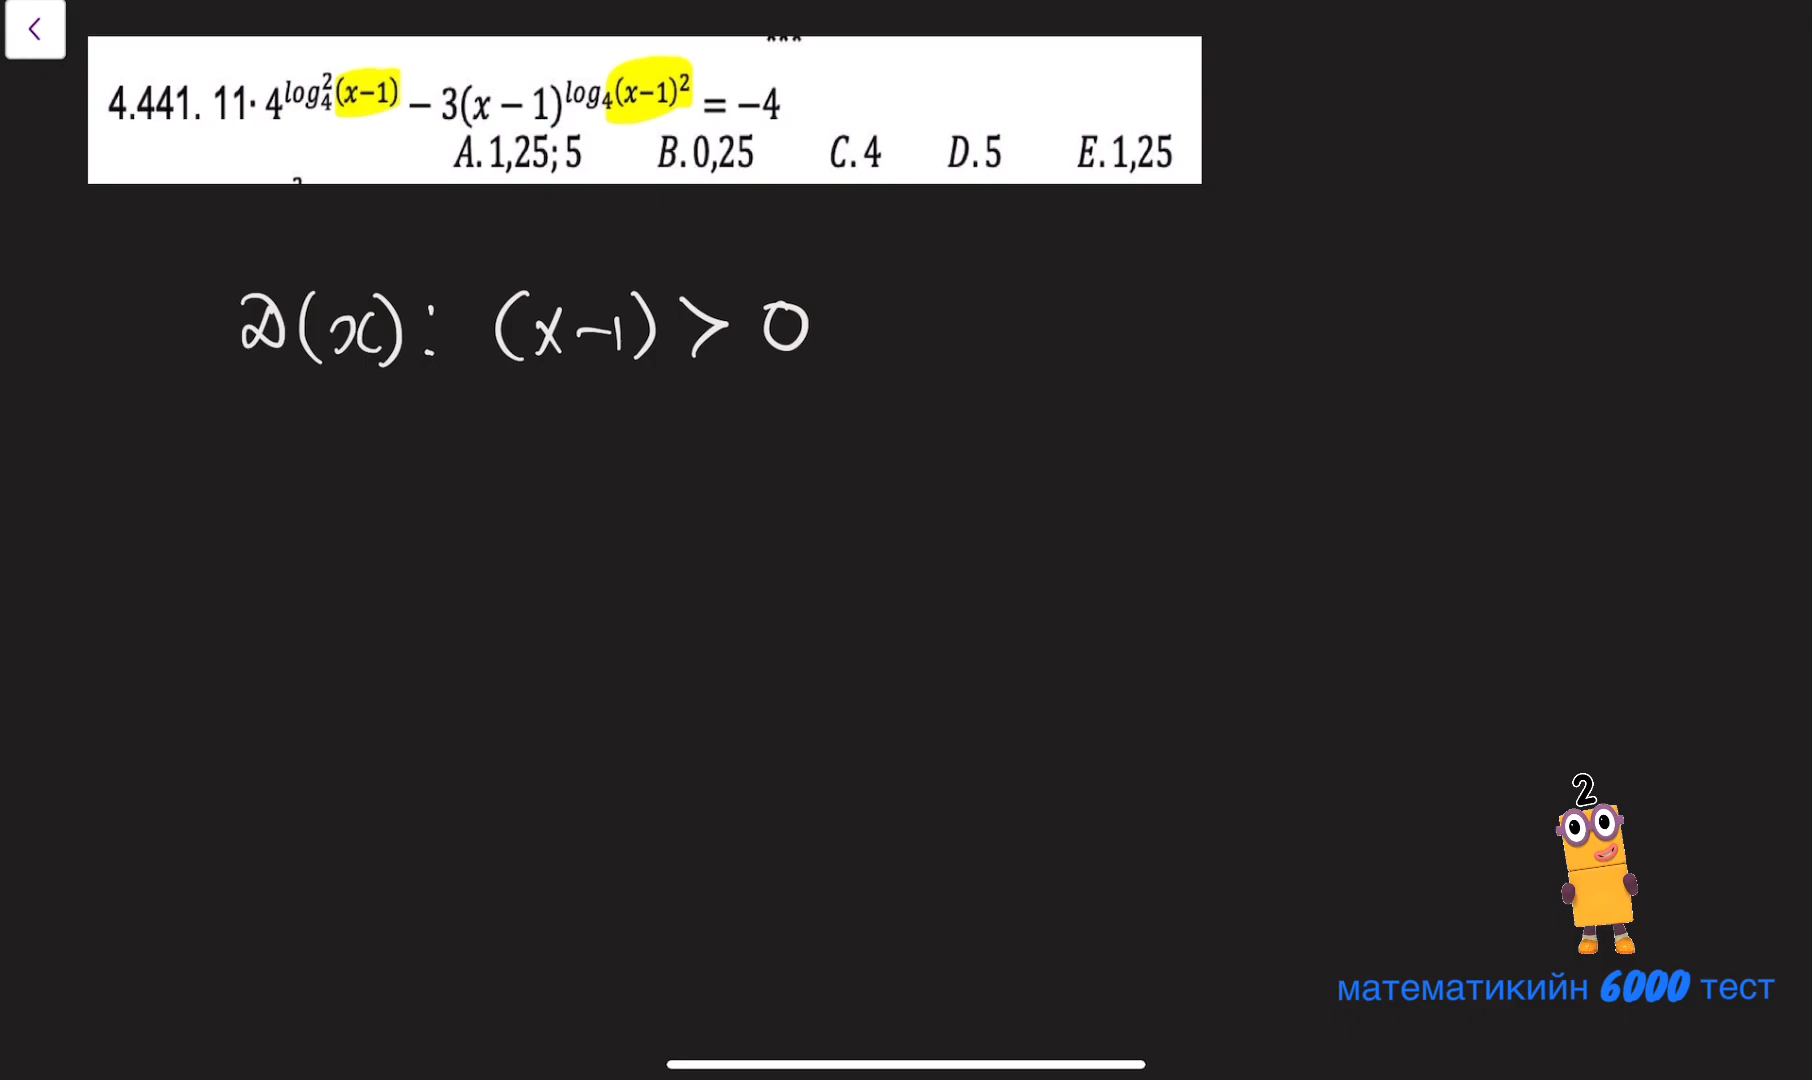 4.441. 11· 4^{log_4^2(x−1)} − 3(x − 1)^{log_4(x−1)^2} = −4
A. 1,25; 5 B. 0,25 C. 4 D. 5 E. 1,25
D(x): (x−1) > 0
2
математикийн 6000 тест